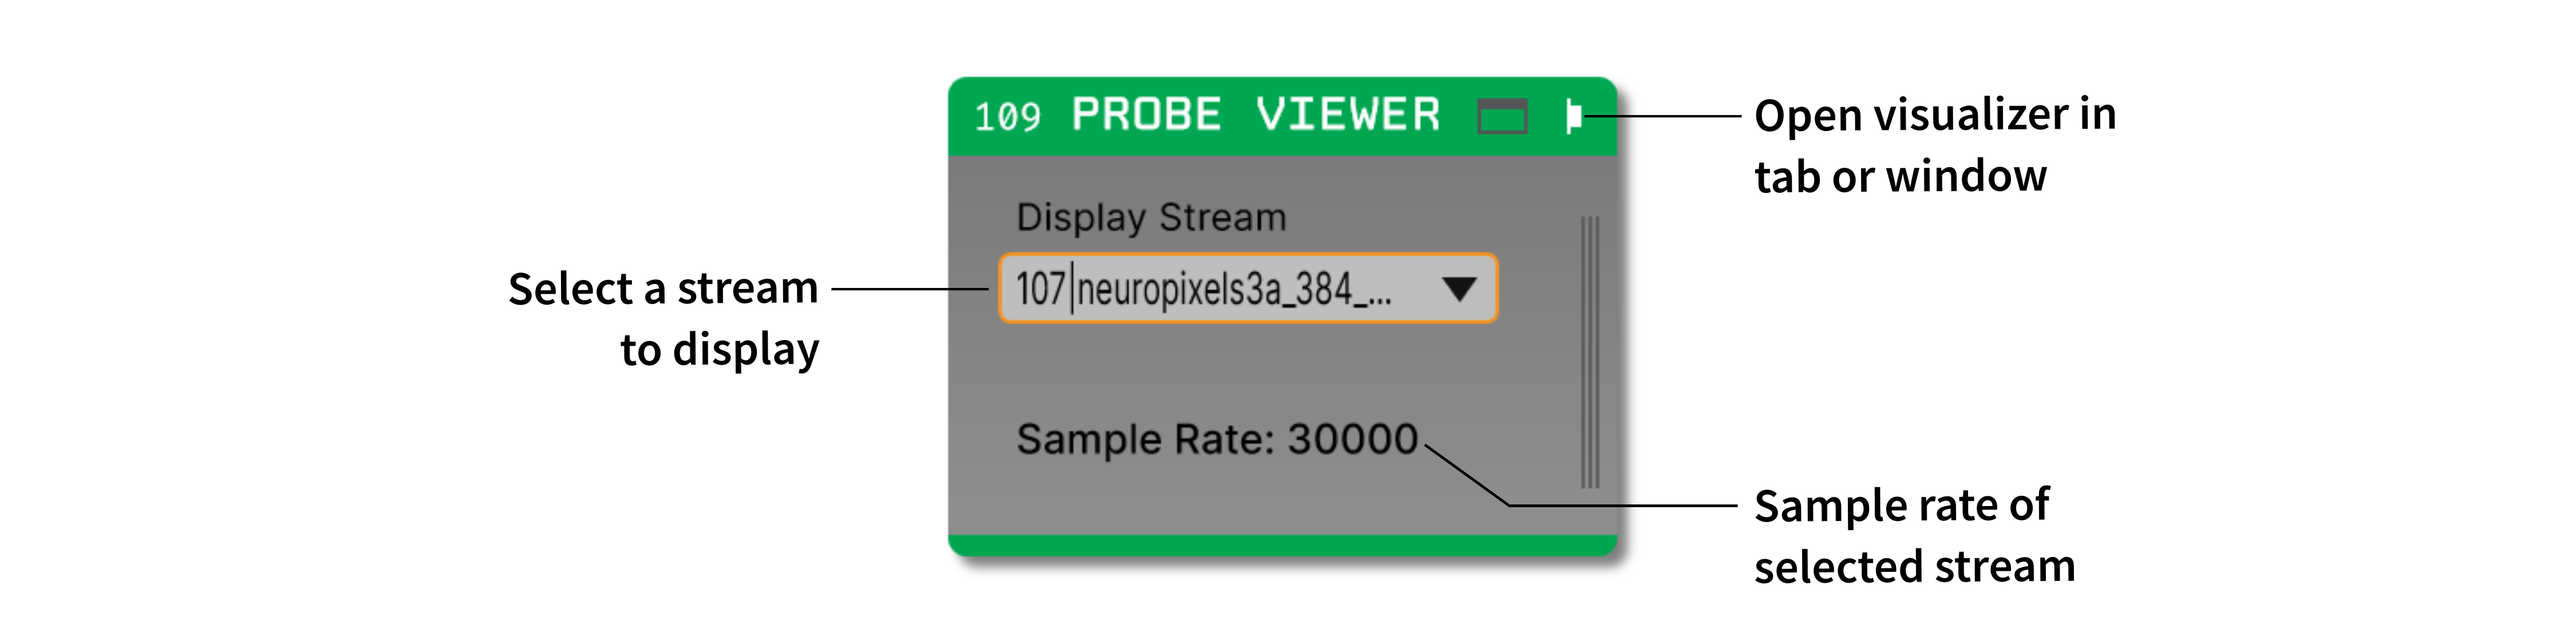 109 PROBE VIEWER
Open visualizer in
tab or window
Display Stream
Select a stream
to display
107|neuropixels3a_384_...
Sample Rate: 30000
Sample rate of
selected stream